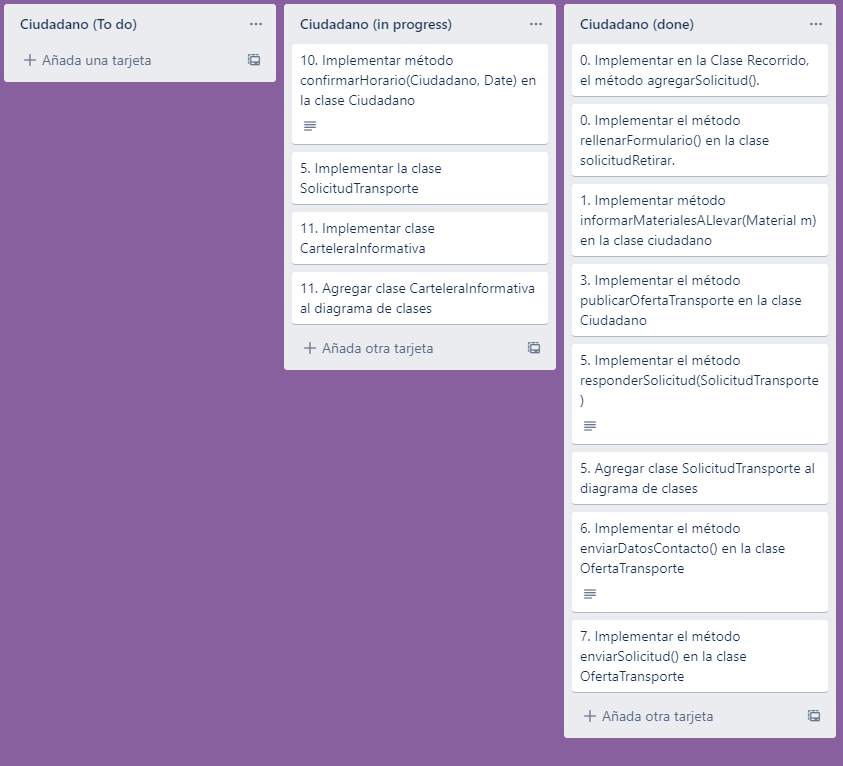 Ciudadano (To do)
Añada una tarjeta
Ciudadano (in progress)
10. Implementar método
confirmarHorario(Ciudadano, Date) en
la clase Ciudadano
5. Implementar la clase
SolicitudTransporte
11. Implementar clase
CarteleraInformativa
11. Agregar clase CarteleraInformativa
al diagrama de clases
Añada otra tarjeta
Ciudadano (done)
0. Implementar en la Clase Recorrido,
el método agregarSolicitud().
0. Implementar el método
rellenarFormulario() en la clase
solicitudRetirar.
1. Implementar método
informarMaterialesALlevar(Material m)
en la clase ciudadano
3. Implementar el método
publicarOfertaTransporte en la clase
Ciudadano
5. Implementar el método
responderSolicitud(SolicitudTransporte
)
5. Agregar clase SolicitudTransporte al
diagrama de clases
6. Implementar el método
enviarDatosContacto() en la clase
OfertaTransporte
7. Implementar el método
enviarSolicitud() en la clase
OfertaTransporte
Añada otra tarjeta